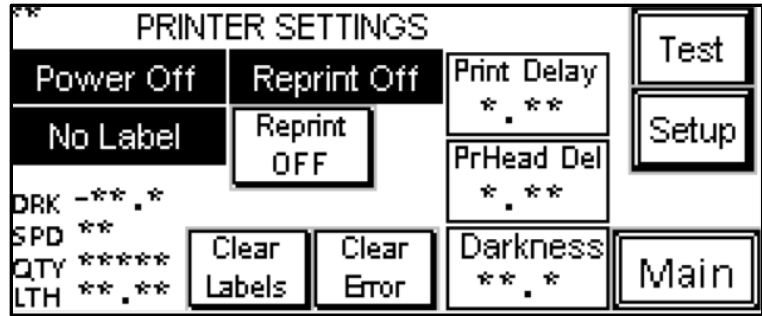 **
PRINTER SETTINGS
Test
Power Off
Reprint Off
Print Delay
*.**
Setup
No Label
Reprint
OFF
PrHead Del
*.**
DRK -**.*
SPD **
QTY *****
LTH **.**
Clear
Labels
Clear
Error
Darkness
**.*
Main